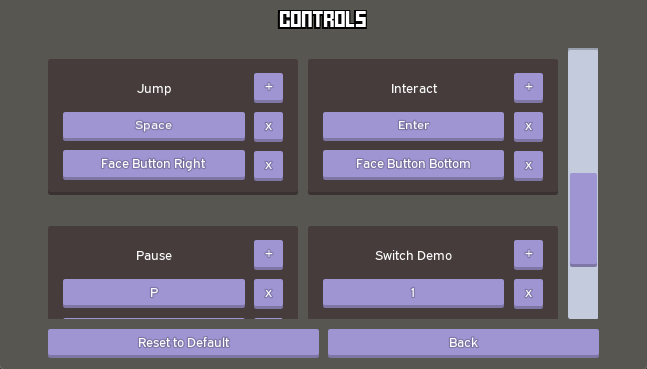 CONTROLS
Jump +
Space x
Face Button Right x
Interact +
Enter x
Face Button Bottom x
Pause +
P x
Switch Demo +
1 x
Reset to Default
Back